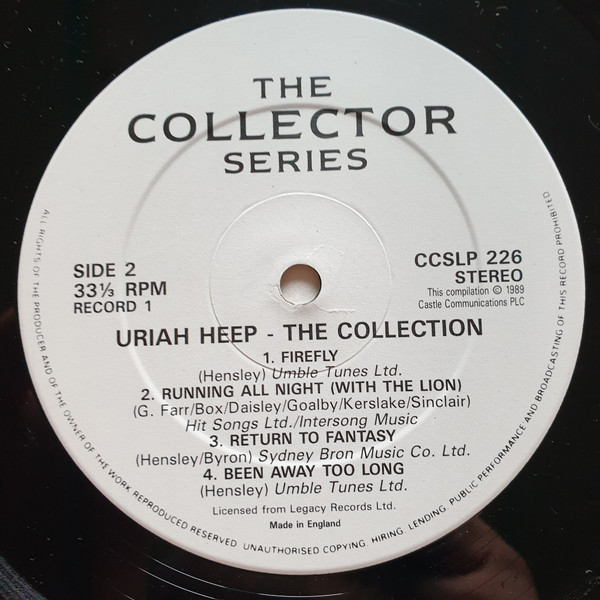 THE
COLLECTOR
SERIES
SIDE 2
33⅓ RPM
RECORD 1
CCSLP 226
STEREO
This compilation © 1989
Castle Communications PLC
URIAH HEEP - THE COLLECTION
1. FIREFLY
(Hensley) Umble Tunes Ltd.
2. RUNNING ALL NIGHT (WITH THE LION)
(G. Farr/Box/Daisley/Goalby/Kerslake/Sinclair)
Hit Songs Ltd./Intersong Music
3. RETURN TO FANTASY
(Hensley/Byron) Sydney Bron Music Co. Ltd.
4. BEEN AWAY TOO LONG
(Hensley) Umble Tunes Ltd.
Licensed from Legacy Records Ltd.
Made in England
ALL RIGHTS OF THE PRODUCER AND OF THE OWNER OF THE WORK REPRODUCED RESERVED. UNAUTHORISED COPYING, HIRING, LENDING, PUBLIC PERFORMANCE AND BROADCASTING OF THIS RECORD PROHIBITED